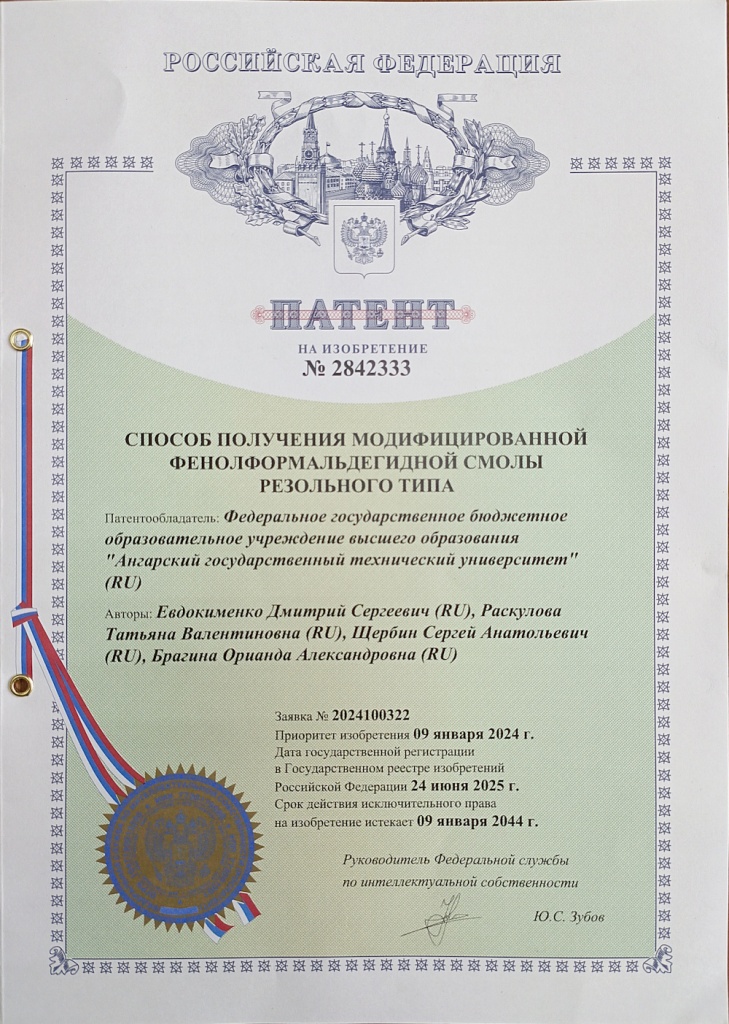 РОССИЙСКАЯ ФЕДЕРАЦИЯ
ПАТЕНТ
НА ИЗОБРЕТЕНИЕ
№ 2842333
СПОСОБ ПОЛУЧЕНИЯ МОДИФИЦИРОВАННОЙ
ФЕНОЛФОРМАЛЬДЕГИДНОЙ СМОЛЫ
РЕЗОЛЬНОГО ТИПА
Патентообладатель: Федеральное государственное бюджетное
образовательное учреждение высшего образования
"Ангарский государственный технический университет"
(RU)
Авторы: Евдокименко Дмитрий Сергеевич (RU), Раскулова
Татьяна Валентиновна (RU), Щербин Сергей Анатольевич
(RU), Брагина Орианда Александровна (RU)
Заявка № 2024100322
Приоритет изобретения 09 января 2024 г.
Дата государственной регистрации
в Государственном реестре изобретений
Российской Федерации 24 июня 2025 г.
Срок действия исключительного права
на изобретение истекает 09 января 2044 г.
Руководитель Федеральной службы
по интеллектуальной собственности
Ю.С. Зубов